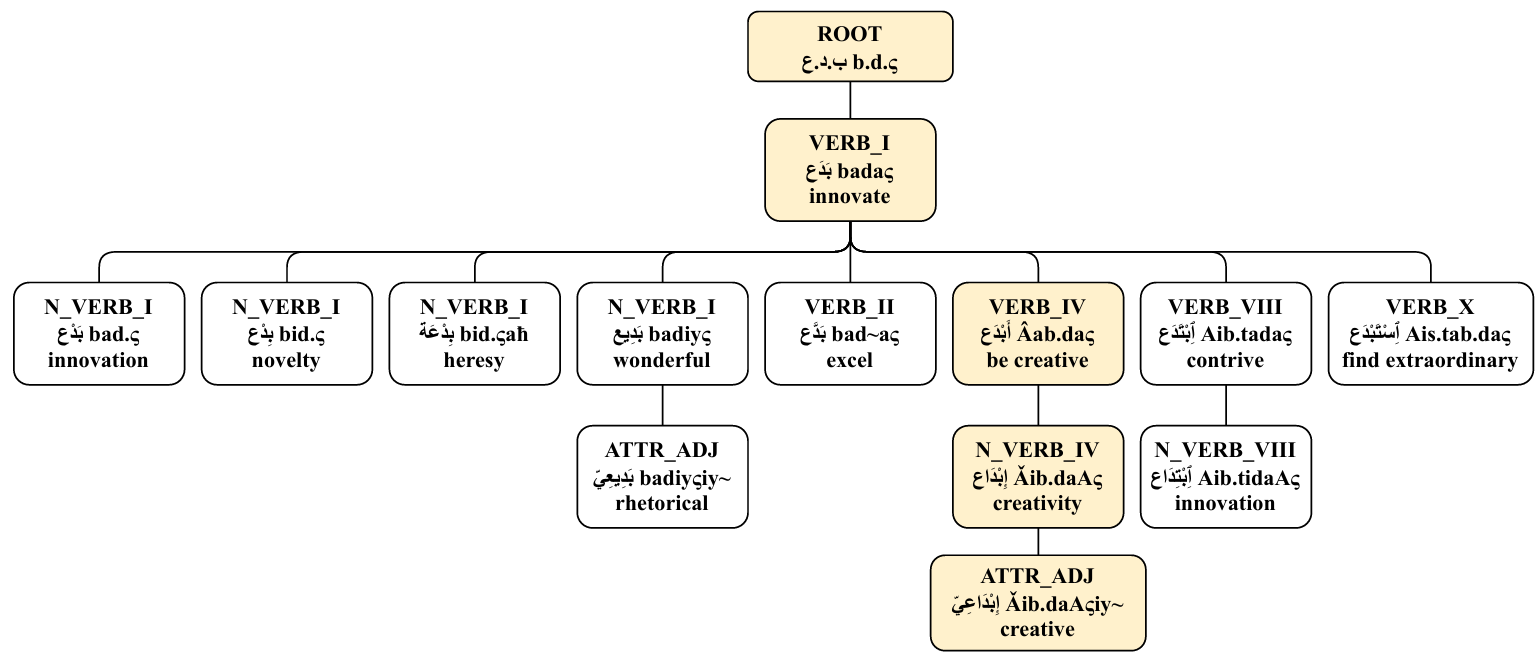 ROOT
ب.د.ع b.d.ς
VERB_I
بَدَع badaς
innovate
N_VERB_I
بَدْع bad.ς
innovation
N_VERB_I
بِدْع bid.ς
novelty
N_VERB_I
بِدْعَة bid.ςaħ
heresy
N_VERB_I
بَدِيع badiyς
wonderful
VERB_II
بَدَّع bad~aς
excel
VERB_IV
أَبْدَع Âab.daς
be creative
VERB_VIII
ٱِبْتَدَع Aib.tadaς
contrive
VERB_X
ٱِسْتَبْدَع Ais.tab.daς
find extraordinary
ATTR_ADJ
بَدِيعِيّ badiyςiy~
rhetorical
N_VERB_IV
إِبْدَاع Ǎib.daAς
creativity
N_VERB_VIII
ٱِبْتِدَاع Aib.tidaAς
innovation
ATTR_ADJ
إِبْدَاعِيّ Ǎib.daAςiy~
creative